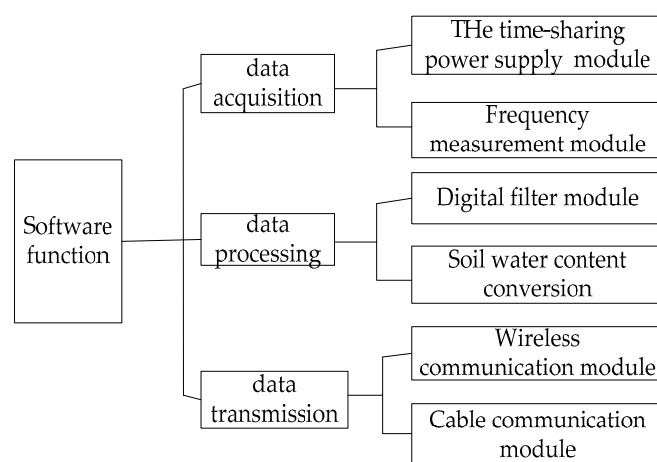 THe time-sharing
power supply module
data
acquisition
Frequency
measurement module
Software
function
data
processing
Digital filter module
Soil water content
conversion
data
transmission
Wireless
communication module
Cable communication
module